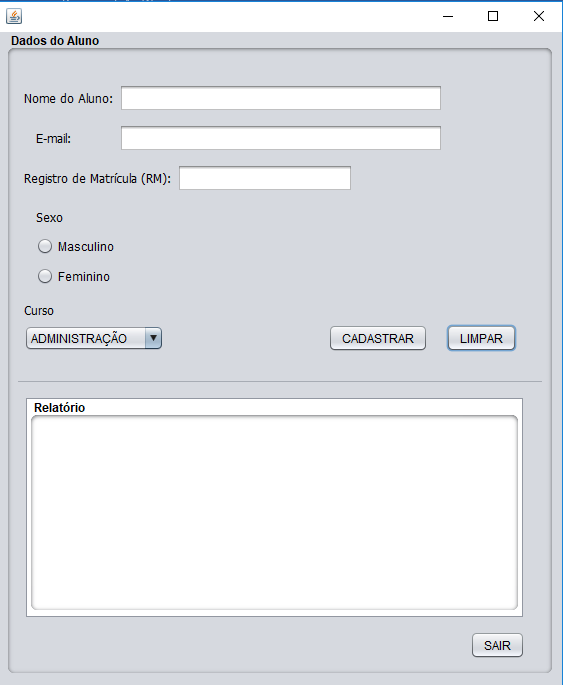 Dados do Aluno
Nome do Aluno:
E-mail:
Registro de Matrícula (RM):
Sexo
Masculino
Feminino
Curso
ADMINISTRAÇÃO CADASTRAR LIMPAR
Relatório
SAIR